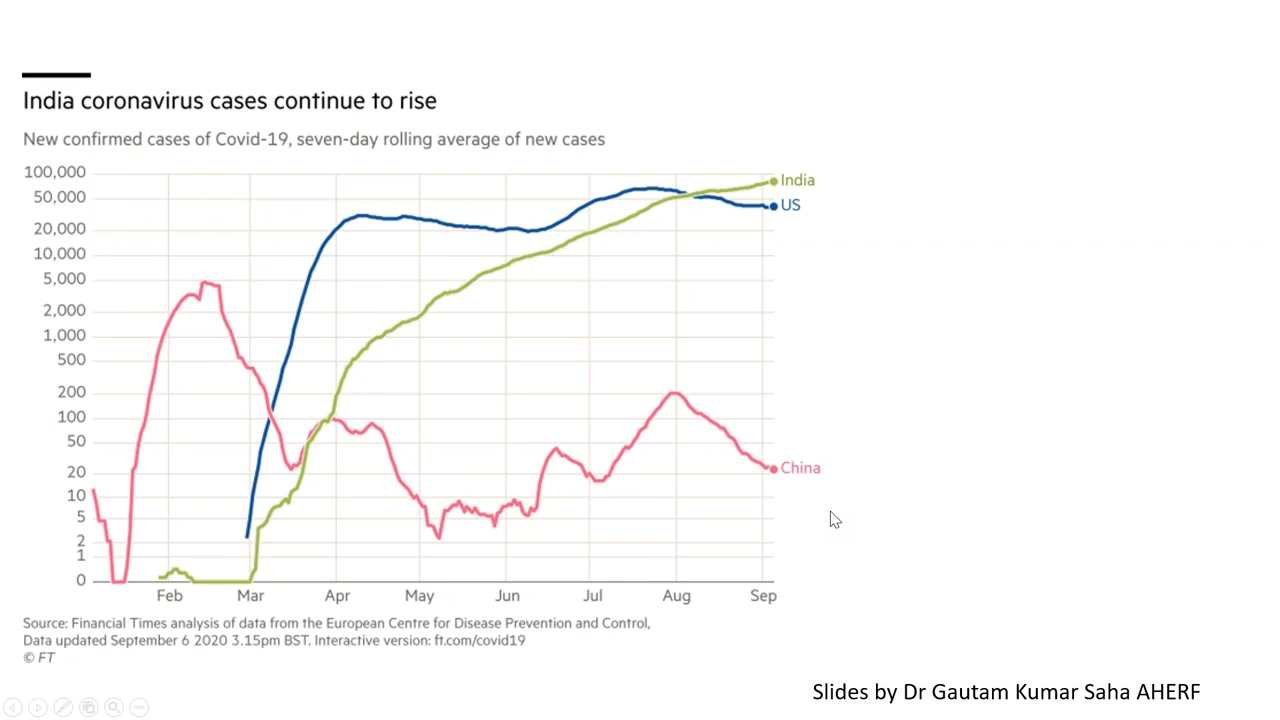 India coronavirus cases continue to rise
New confirmed cases of Covid-19, seven-day rolling average of new cases
100,000
50,000
20,000
10,000
5,000
2,000
1,000
500
200
100
50
20
10
5
2
1
0
India
US
China
Feb Mar Apr May Jun Jul Aug Sep
Source: Financial Times analysis of data from the European Centre for Disease Prevention and Control,
Data updated September 6 2020 3.15pm BST. Interactive version: ft.com/covid19
© FT
Slides by Dr Gautam Kumar Saha AHERF